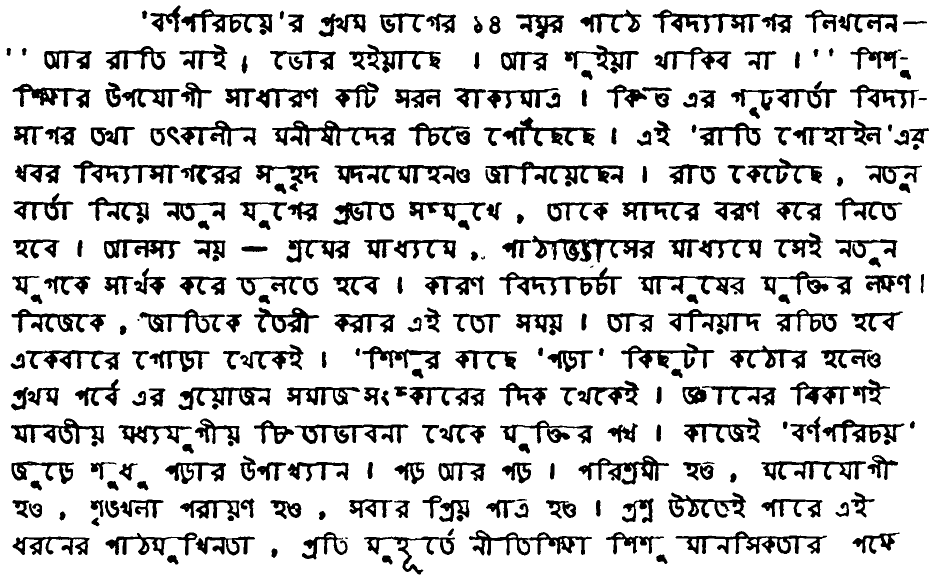 'বর্ণপরিচয়ে'র প্রথম ভাগের ১৪ নম্বর পাঠে বিদ্যাসাগর লিখলেন—
'' আর রাতি নাই। ভোর হইয়াছে । আর শুইয়া থাকিব না ।'' শিশু-
শিক্ষার উপযোগী সাধারণ কটি সরল বাক্যমাত্র । কিন্তু এর গূঢ়বার্তা বিদ্যা-
সাগর তথা তৎকালীন মনীষীদের চিত্তে পৌঁছেছে । এই 'রাতি পোহাইল'এর
খবর বিদ্যাসাগরের সুহৃদ মদনমোহনও জানিয়েছেন । রাত কেটেছে , নতুন
বার্তা নিয়ে নতুন যুগের প্রভাত সম্মুখে , তাকে সাদরে বরণ করে নিতে
হবে । আলস্য নয় — শ্রমের মাধ্যমে , পাঠাভ্যাসের মাধ্যমে সেই নতুন
যুগকে সার্থক করে তুলতে হবে । কারণ বিদ্যাচর্চা মানুষের মুক্তির লক্ষণ।
নিজেকে , জাতিকে তৈরী করার এই তো সময় । তার বনিয়াদ রচিত হবে
একেবারে গোড়া থেকেই । 'শিশুর কাছে 'পড়া' কিছুটা কঠোর হলেও
প্রথম পর্বে এর প্রয়োজন সমাজ সংস্কারের দিক থেকেই । জ্ঞানের বিকাশই
যাবতীয় মধ্যযুগীয় চিন্তাভাবনা থেকে মুক্তির পথ । কাজেই 'বর্ণপরিচয়'
জুড়ে শুধু পড়ার উপাখ্যান । পড় আর পড় । পরিশ্রমী হও , মনোযোগী
হও , শৃঙখলা পরায়ণ হও , সবার প্রিয় পাত্র হও । প্রশ্ন উঠতেই পারে এই
ধরনের পাঠমুখিনতা , প্রতি মুহূর্তে নীতিশিক্ষা শিশু মানসিকতার পক্ষে